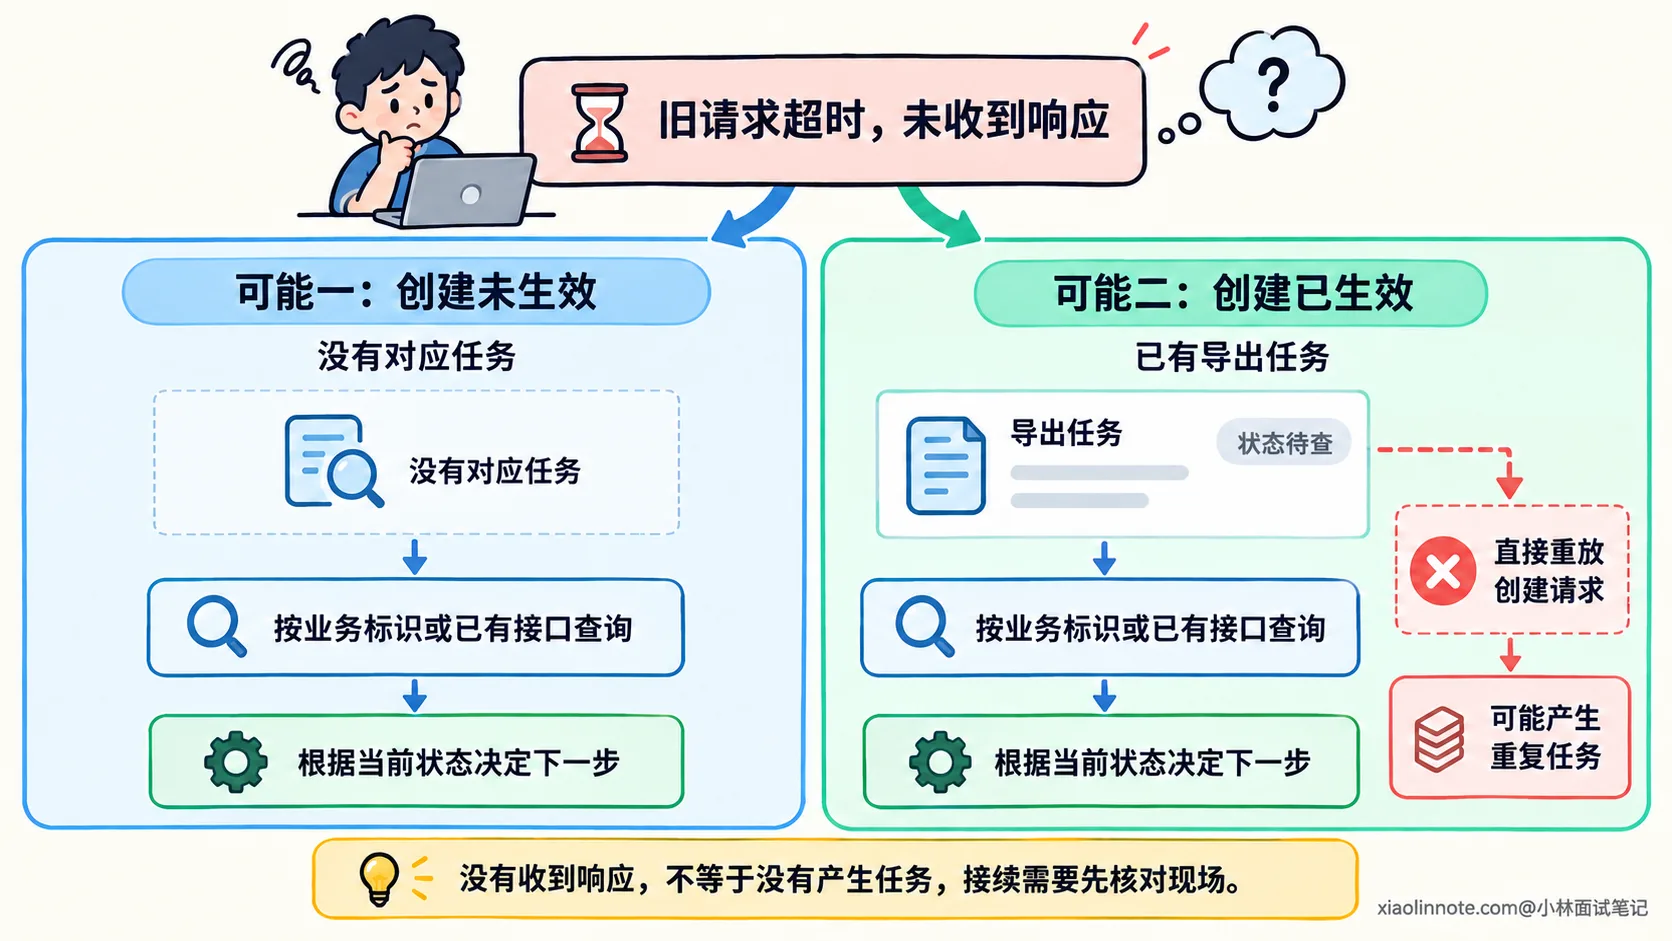 旧请求超时，未收到响应
?
可能一：创建未生效
没有对应任务
没有对应任务
按业务标识或已有接口查询
根据当前状态决定下一步
可能二：创建已生效
已有导出任务
导出任务
状态待查
按业务标识或已有接口查询
根据当前状态决定下一步
直接重放
创建请求
可能产生
重复任务
没有收到响应，不等于没有产生任务，接续需要先核对现场。
xiaolinnote.com@小林面试笔记